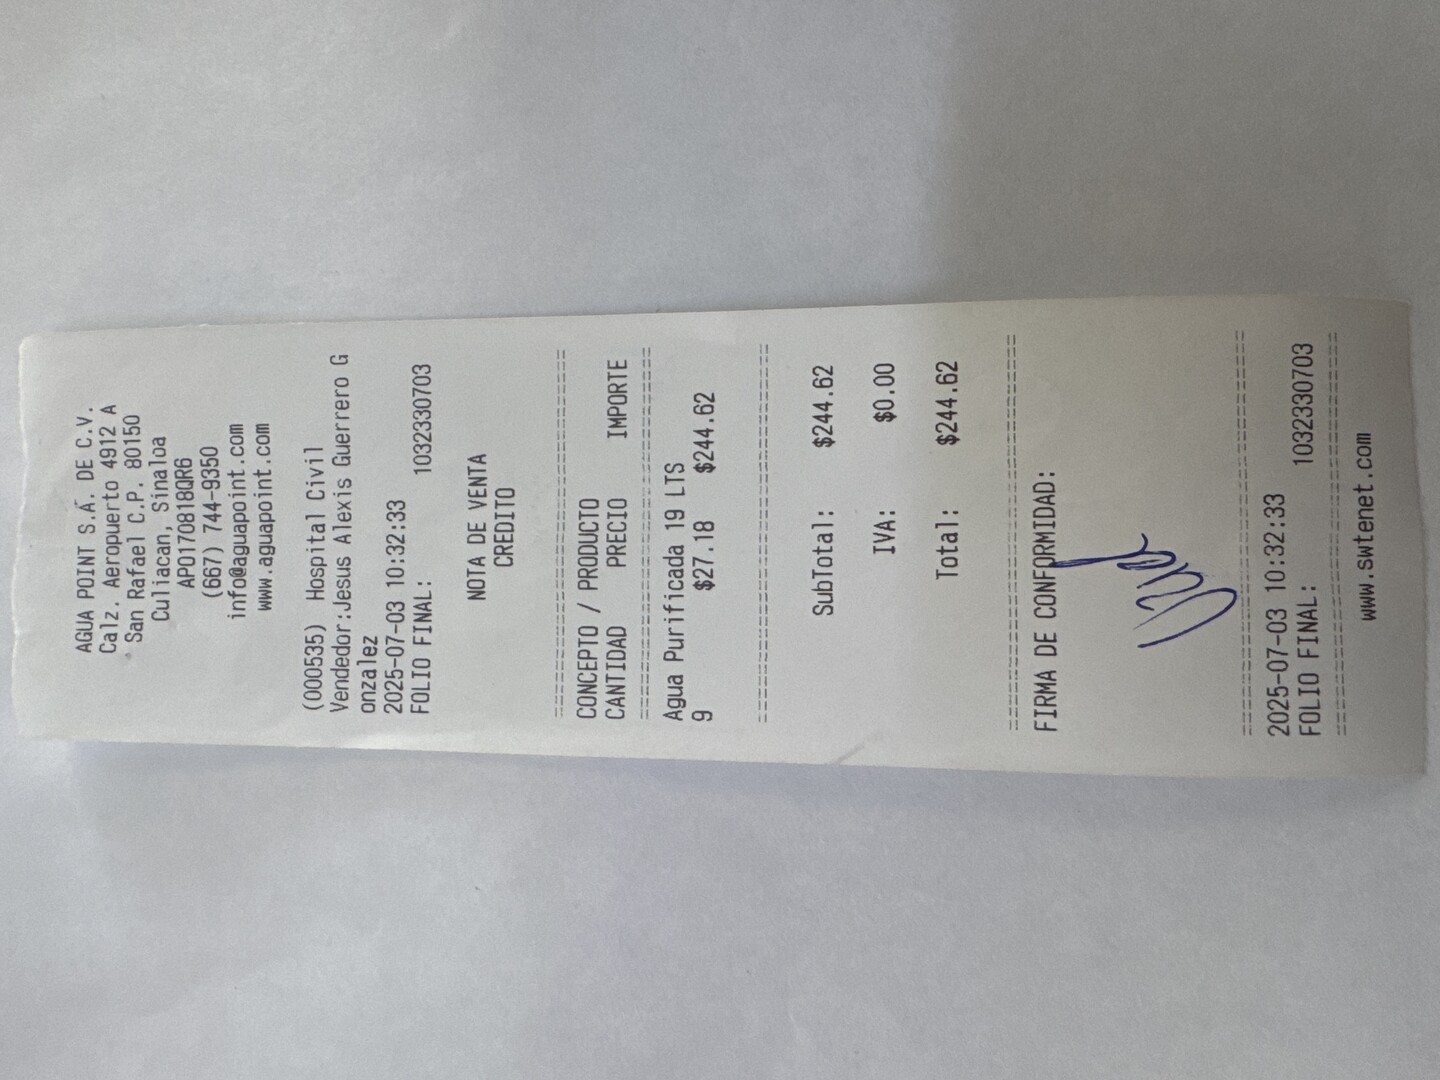 AGUA POINT S.A. DE C.V.
Calz. Aeropuerto 4912 A
San Rafael C.P. 80150
Culiacan, Sinaloa
APO170818QR6
(667) 744-9350
info@aguapoint.com
www.aguapoint.com
(000535) Hospital Civil
Vendedor:Jesus Alexis Guerrero G
onzalez
2025-07-03 10:32:33
FOLIO FINAL: 1032330703
NOTA DE VENTA
CREDITO
CONCEPTO / PRODUCTO
CANTIDAD PRECIO IMPORTE
Agua Purificada 19 LTS
9 $27.18 $244.62
SubTotal: $244.62
IVA: $0.00
Total: $244.62
FIRMA DE CONFORMIDAD:
2025-07-03 10:32:33
FOLIO FINAL: 1032330703
www.swtenet.com